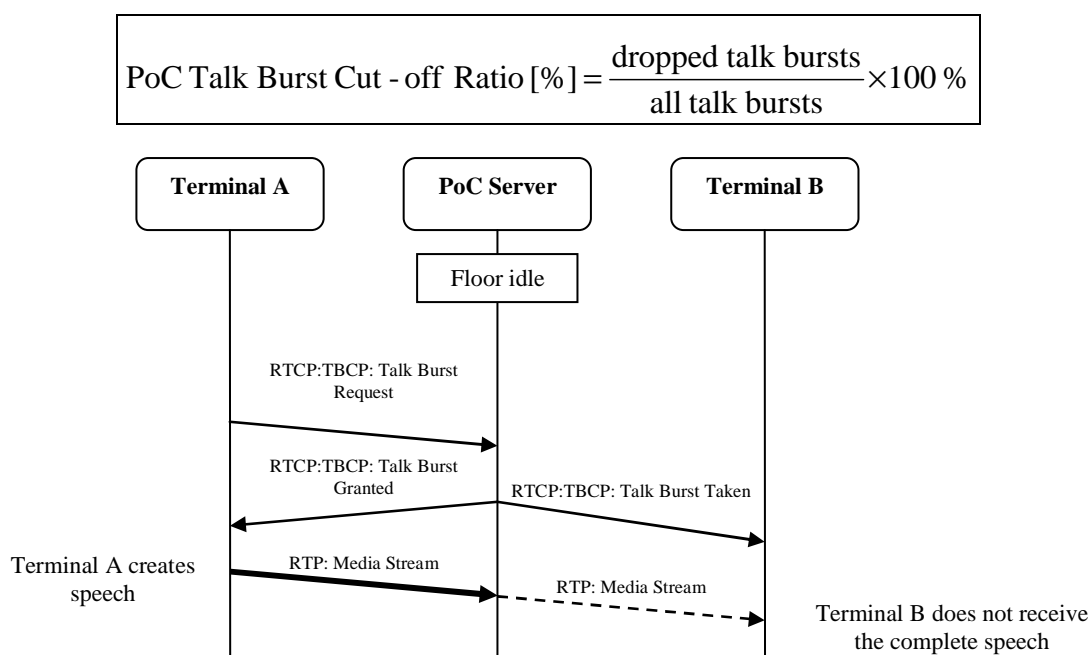 PoC Talk Burst Cut - off Ratio [%] = dropped talk bursts / all talk bursts ×100 %
Terminal A
PoC Server
Terminal B
Floor idle
RTCP:TBCP: Talk Burst
Request
RTCP:TBCP: Talk Burst
Granted
RTCP:TBCP: Talk Burst Taken
Terminal A creates
speech
RTP: Media Stream
RTP: Media Stream
Terminal B does not receive
the complete speech